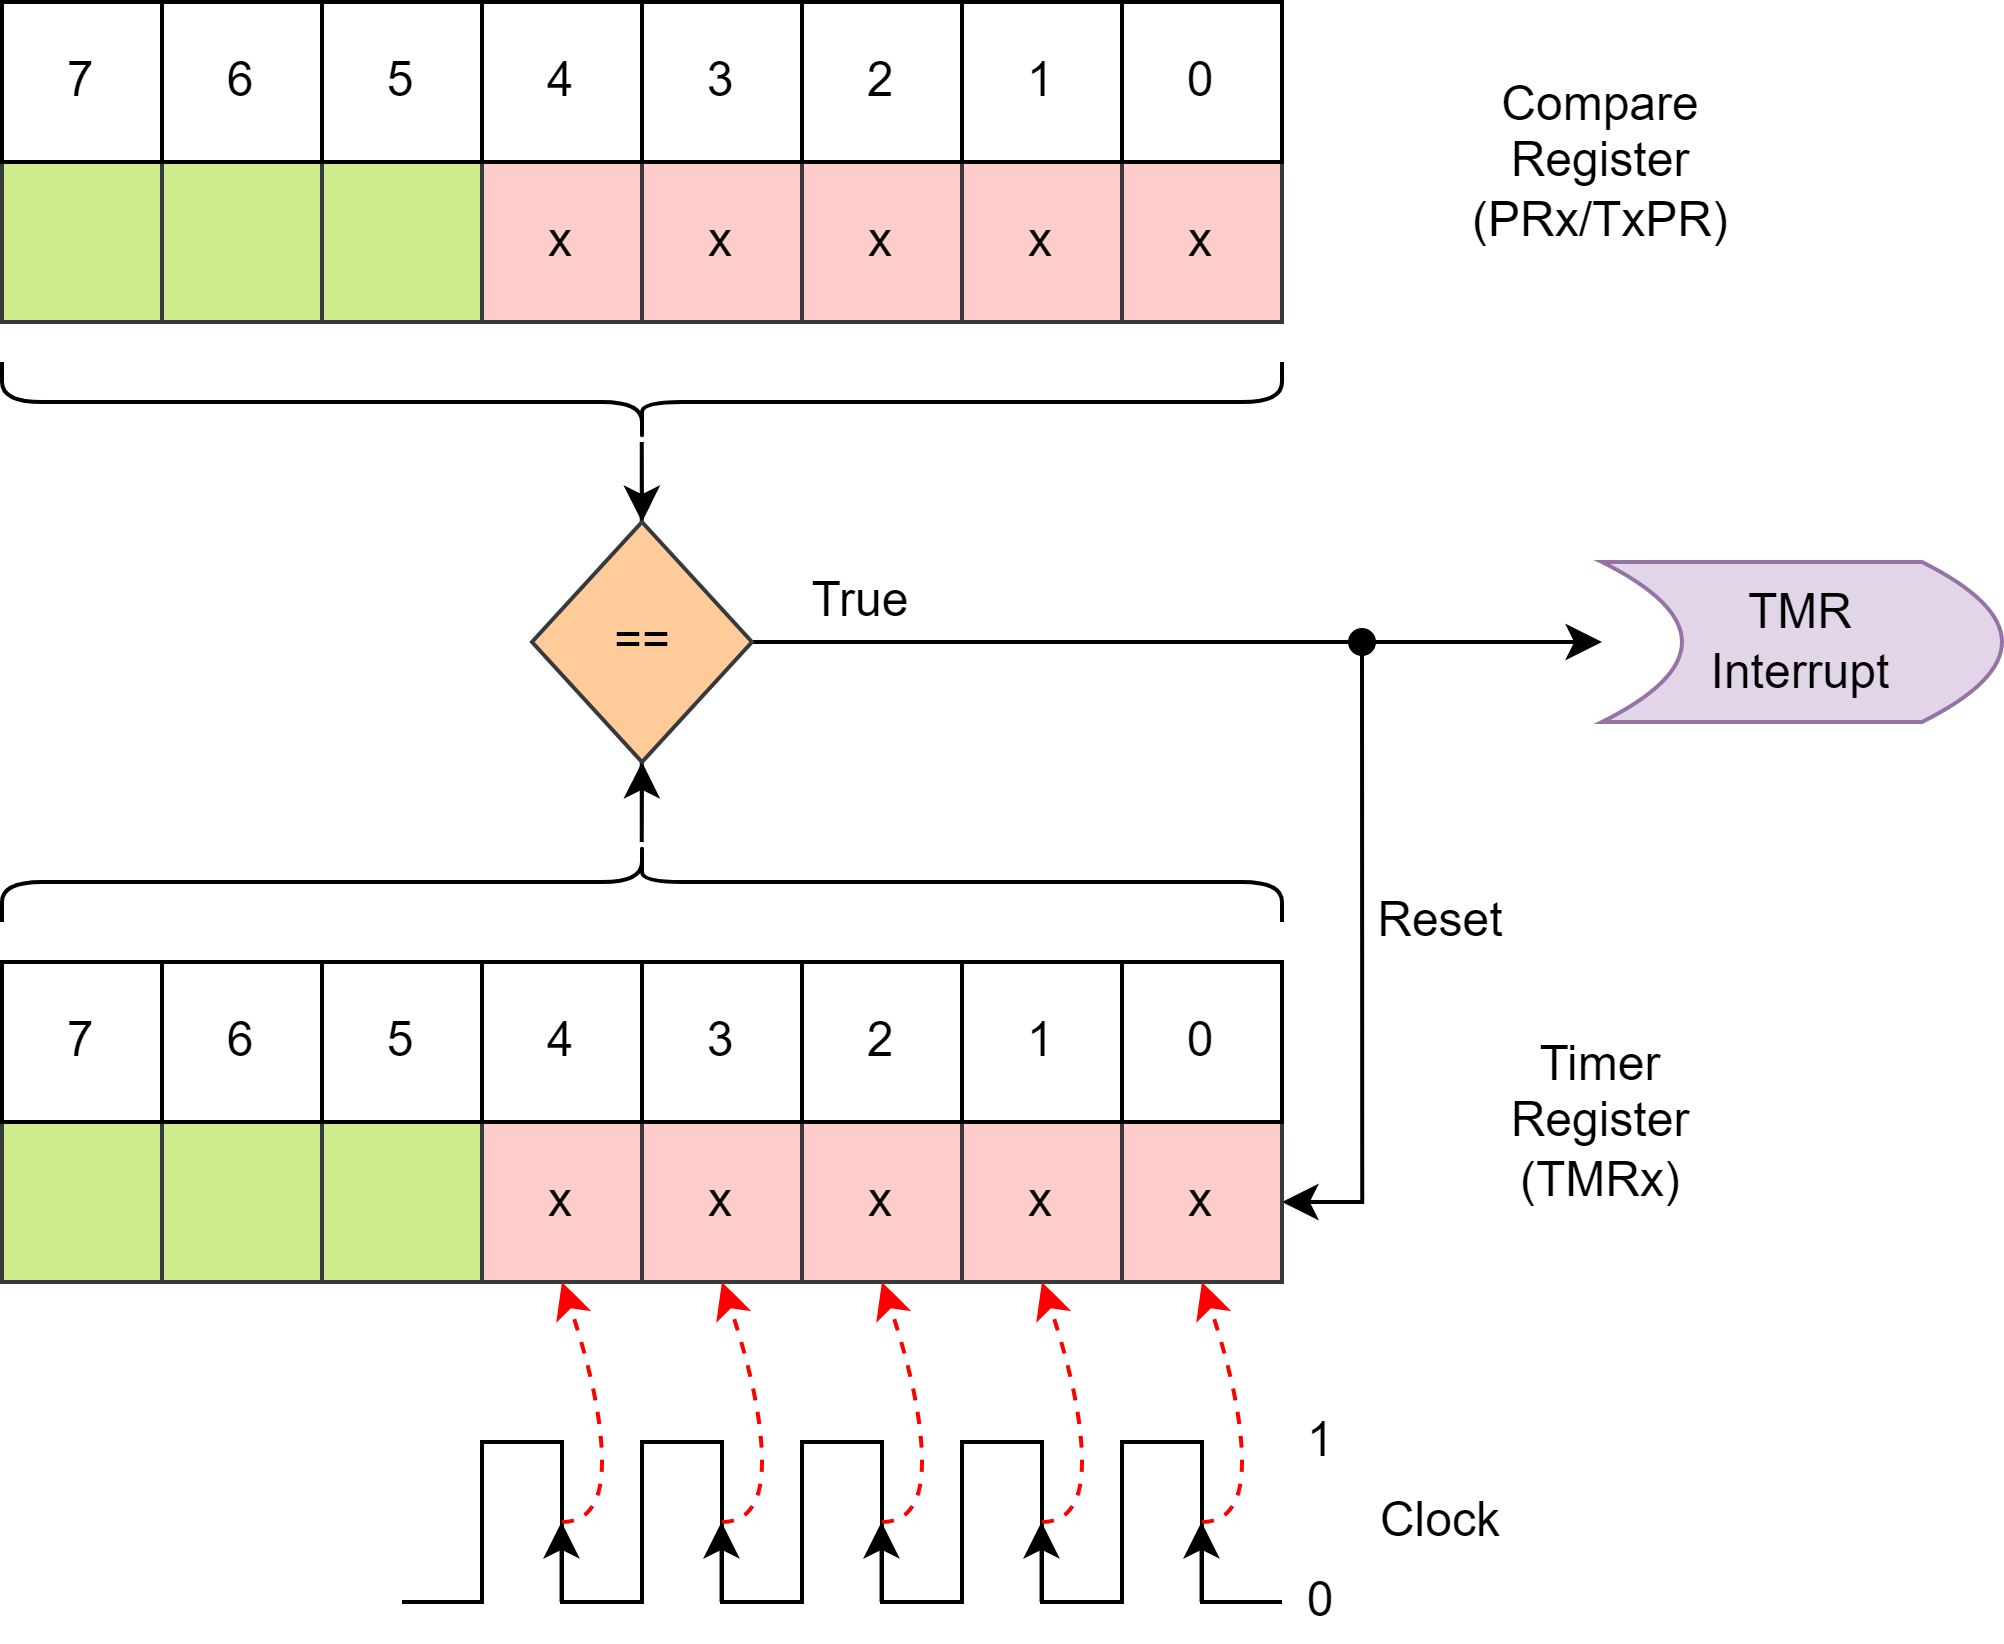 7 6 5 4 3 2 1 0
Compare
Register
(PRx/TxPR)
x x x x x
==
True
TMR
Interrupt
Reset
7 6 5 4 3 2 1 0
Timer
Register
(TMRx)
x x x x x
1
Clock
0